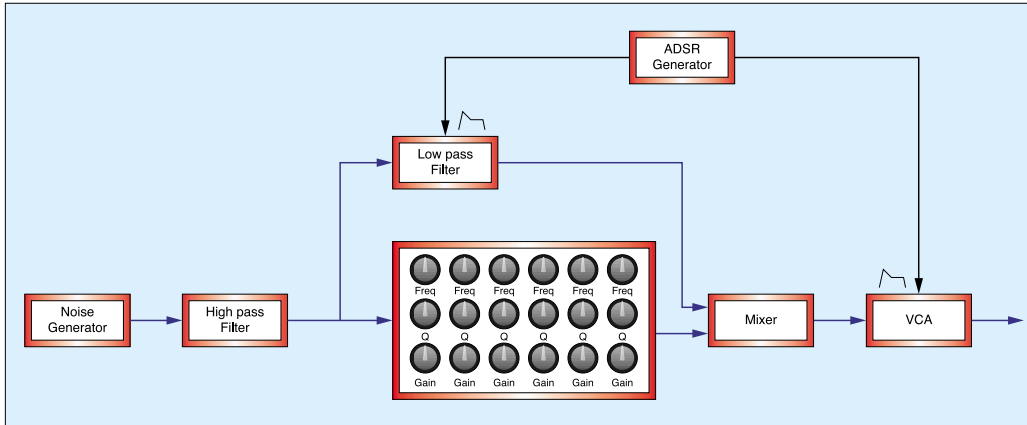 ADSR
Generator
Low pass
Filter
Noise
Generator
High pass
Filter
Freq Freq Freq Freq Freq Freq
Q Q Q Q Q Q
Gain Gain Gain Gain Gain Gain
Mixer
VCA